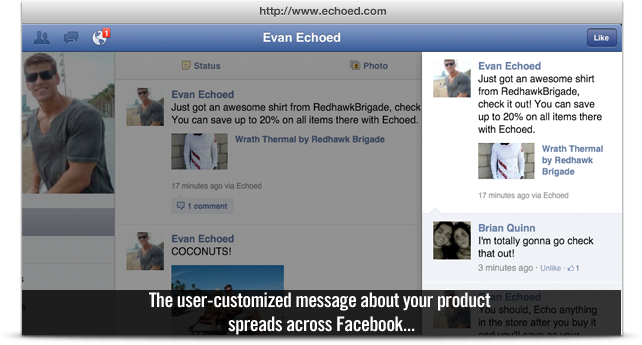 http://www.echoed.com
1
Evan Echoed
Like
Status
Photo
Evan Echoed
Just got an awesome shirt from RedhawkBrigade, check
You can save up to 20% on all items there with Echoed.
Wrath Thermal by Redhawk Brigade
17 minutes ago via Echoed
1 comment
Evan Echoed
COCONUTS!
Evan Echoed
Just got an awesome shirt
from RedhawkBrigade,
check it out! You can save
up to 20% on all items there
with Echoed.
Wrath Thermal
by Redhawk
Brigade
17 minutes ago via Echoed
Brian Quinn
I'm totally gonna go check
that out!
3 minutes ago · Unlike · 1
Evan Echoed
You should, Echo anything
in the store after you buy it
and you'll save as your
The user-customized message about your product
spreads across Facebook...